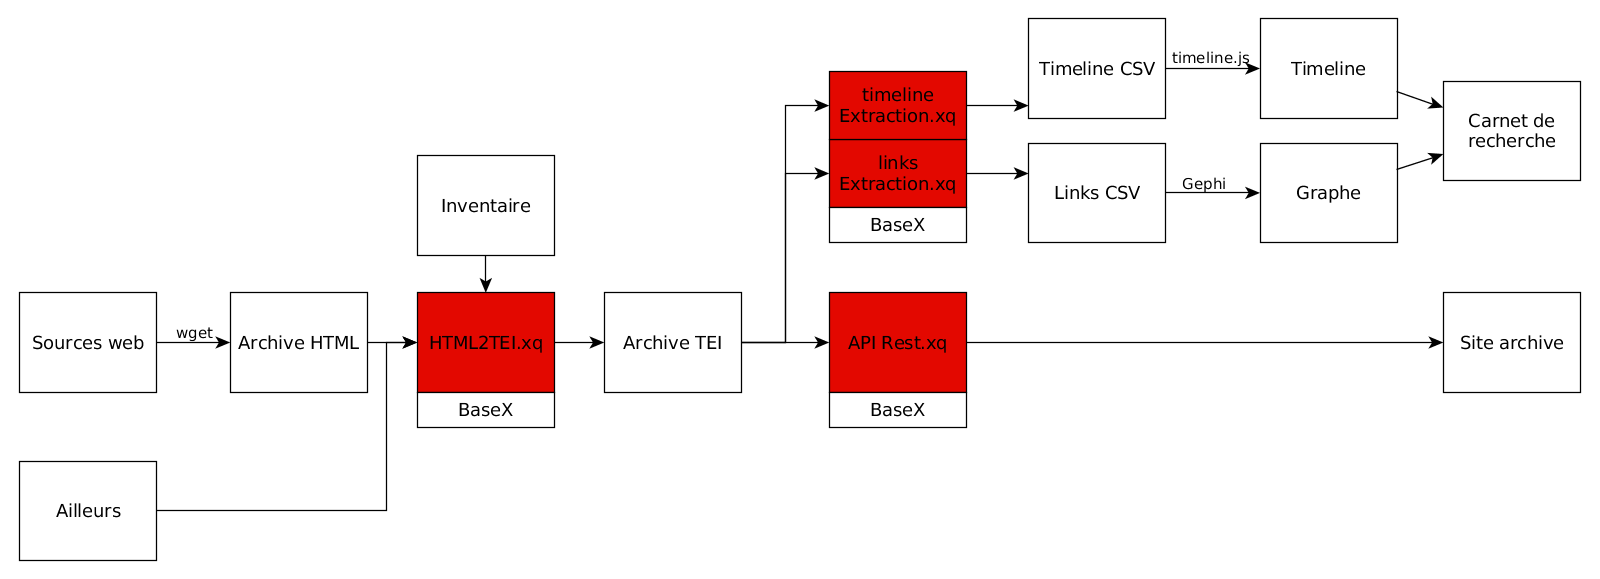 timeline
Extraction.xq
links
Extraction.xq
BaseX
Timeline CSV
timeline.js
Timeline
Links CSV
Gephi
Graphe
Carnet de
recherche
Inventaire
Sources web
wget
Archive HTML
HTML2TEI.xq
BaseX
Archive TEI
API Rest.xq
BaseX
Site archive
Ailleurs